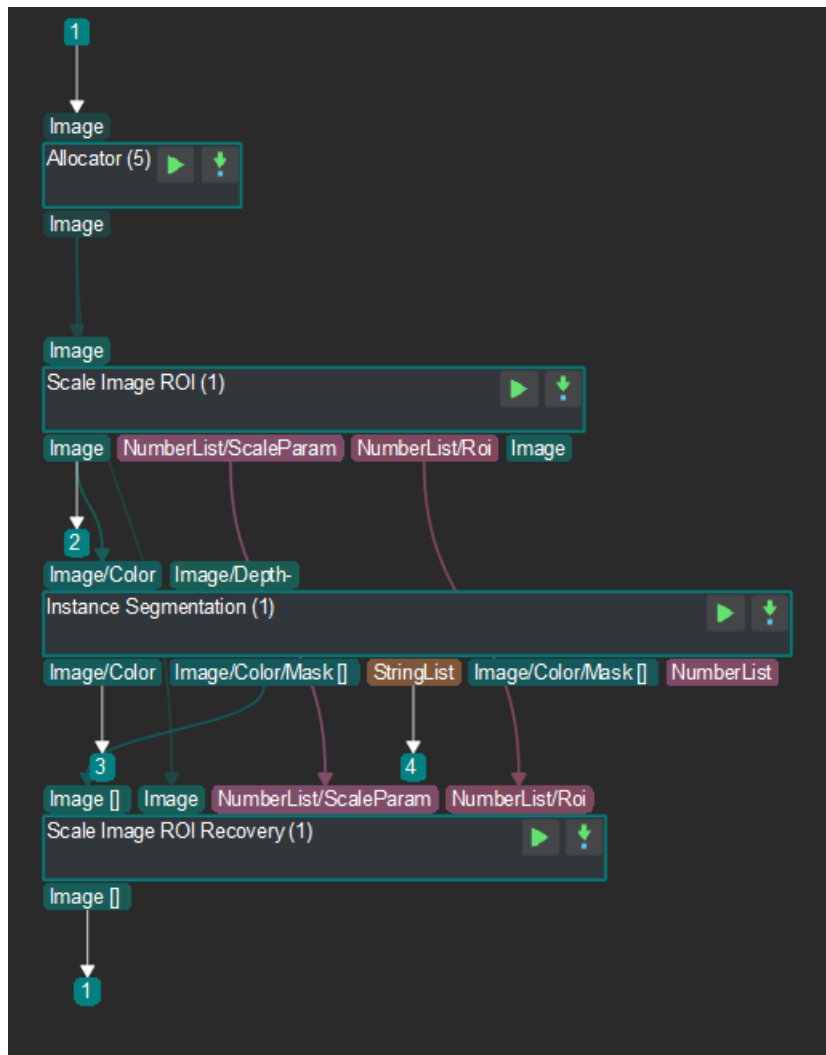 1
Image
Allocator (5)
Image
Image
Scale Image ROI (1)
Image NumberList/ScaleParam NumberList/Roi Image
2
Image/Color Image/Depth-
Instance Segmentation (1)
Image/Color Image/Color/Mask [] StringList Image/Color/Mask [] NumberList
3 4
Image [] Image NumberList/ScaleParam NumberList/Roi
Scale Image ROI Recovery (1)
Image []
1